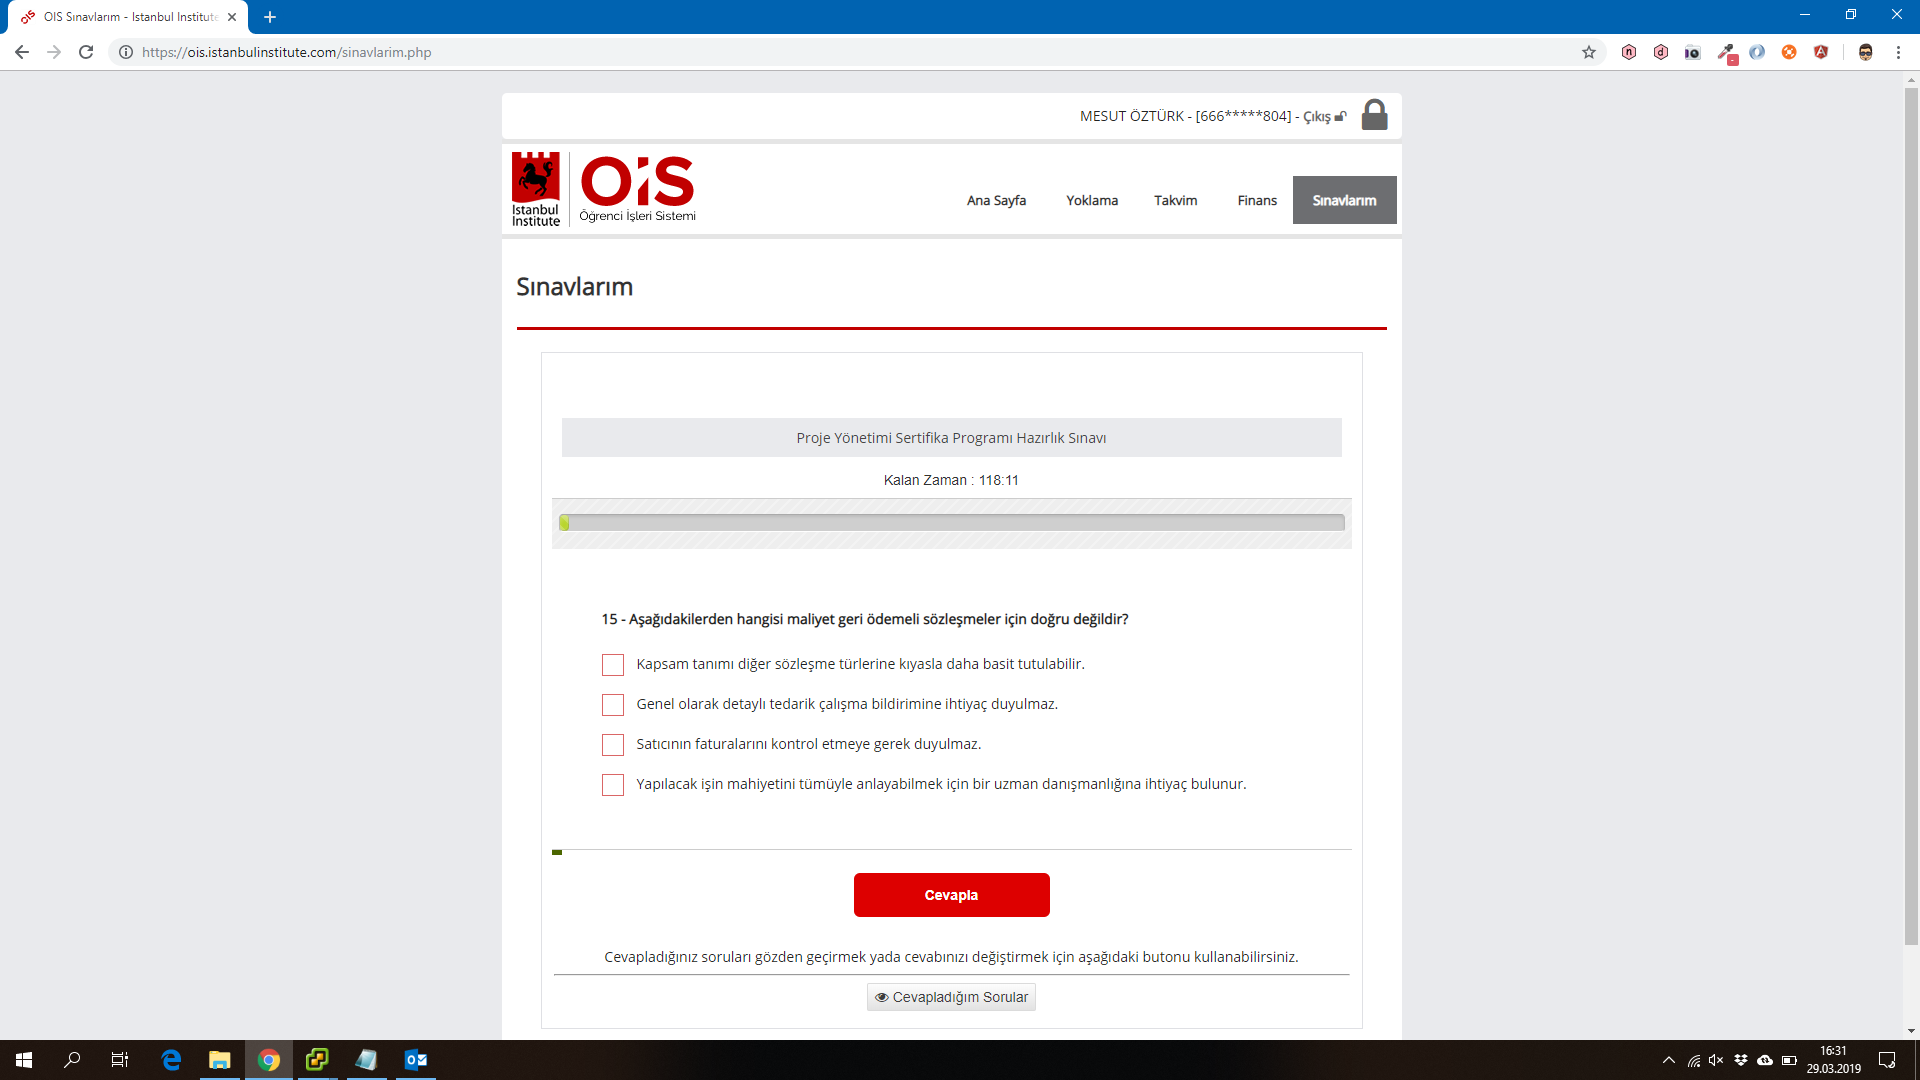 OIS Sınavlarım - Istanbul Institute
https://ois.istanbulinstitute.com/sinavlarim.php
MESUT ÖZTÜRK - [666*****804] - Çıkış
Istanbul Institute
OiS
Öğrenci İşleri Sistemi
Ana Sayfa
Yoklama
Takvim
Finans
Sınavlarım
Sınavlarım
Proje Yönetimi Sertifika Programı Hazırlık Sınavı
Kalan Zaman : 118:11
15 - Aşağıdakilerden hangisi maliyet geri ödemeli sözleşmeler için doğru değildir?
Kapsam tanımı diğer sözleşme türlerine kıyasla daha basit tutulabilir.
Genel olarak detaylı tedarik çalışma bildirimine ihtiyaç duyulmaz.
Satıcının faturalarını kontrol etmeye gerek duyulmaz.
Yapılacak işin mahiyetini tümüyle anlayabilmek için bir uzman danışmanlığına ihtiyaç bulunur.
Cevapla
Cevapladığınız soruları gözden geçirmek yada cevabınızı değiştirmek için aşağıdaki butonu kullanabilirsiniz.
Cevapladığım Sorular
16:31
29.03.2019